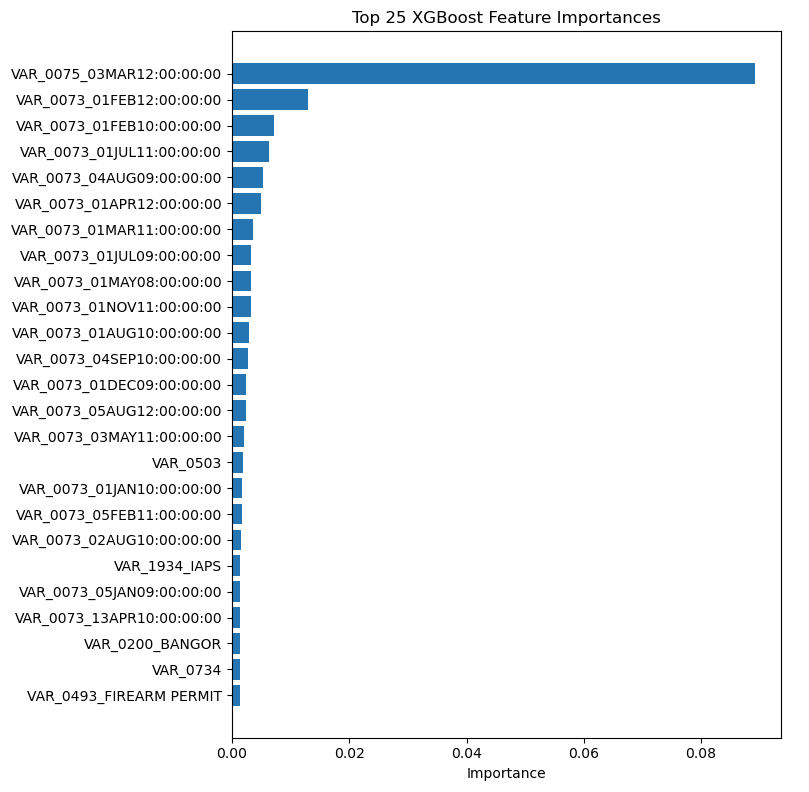 Top 25 XGBoost Feature Importances
VAR_0075_03MAR12:00:00:00
VAR_0073_01FEB12:00:00:00
VAR_0073_01FEB10:00:00:00
VAR_0073_01JUL11:00:00:00
VAR_0073_04AUG09:00:00:00
VAR_0073_01APR12:00:00:00
VAR_0073_01MAR11:00:00:00
VAR_0073_01JUL09:00:00:00
VAR_0073_01MAY08:00:00:00
VAR_0073_01NOV11:00:00:00
VAR_0073_01AUG10:00:00:00
VAR_0073_04SEP10:00:00:00
VAR_0073_01DEC09:00:00:00
VAR_0073_05AUG12:00:00:00
VAR_0073_03MAY11:00:00:00
VAR_0503
VAR_0073_01JAN10:00:00:00
VAR_0073_05FEB11:00:00:00
VAR_0073_02AUG10:00:00:00
VAR_1934_IAPS
VAR_0073_05JAN09:00:00:00
VAR_0073_13APR10:00:00:00
VAR_0200_BANGOR
VAR_0734
VAR_0493_FIREARM PERMIT
0.00 0.02 0.04 0.06 0.08
Importance